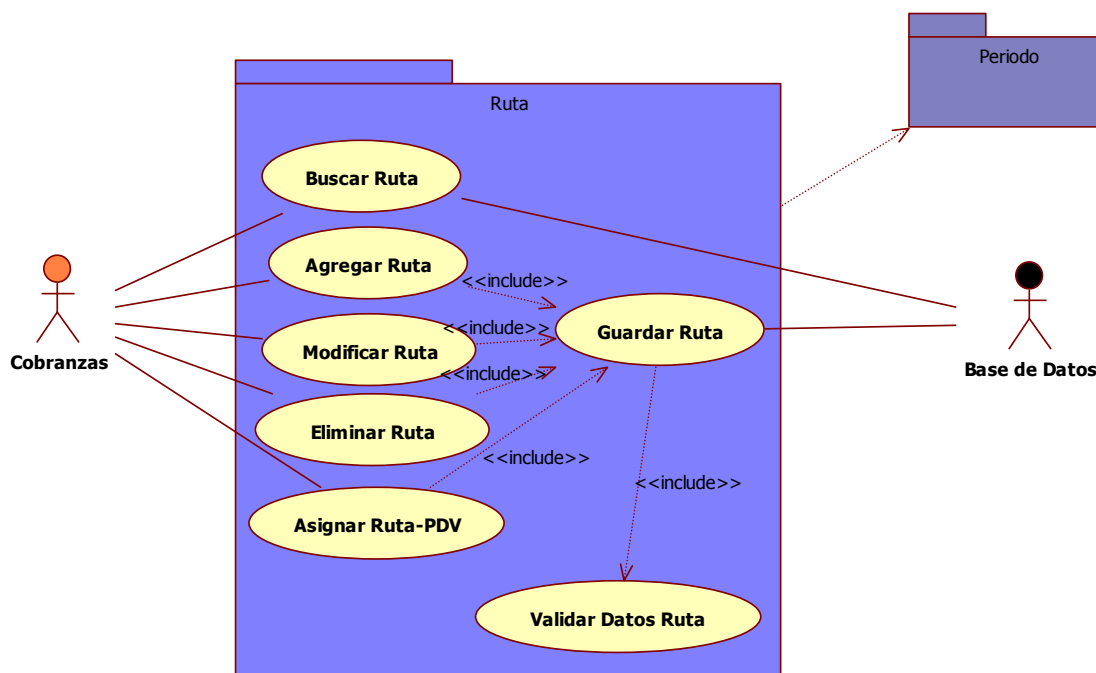 Periodo
Ruta
Buscar Ruta
Agregar Ruta
<<include>>
Guardar Ruta
<<include>>
Modificar Ruta
<<include>>
Cobranzas
Base de Datos
Eliminar Ruta
<<include>>
<<include>>
Asignar Ruta-PDV
Validar Datos Ruta